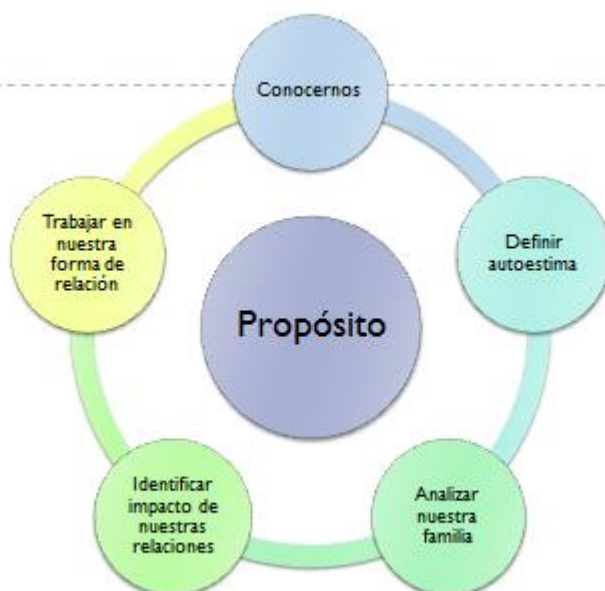 Conocernos
Definir
autoestima
Analizar
nuestra
familia
Identificar
impacto de
nuestras
relaciones
Trabajar en
nuestra
forma de
relación
Propósito